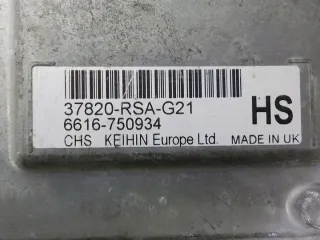 37820-RSA-G21
6616-750934 HS
CHS KEIHIN Europe Ltd. MADE IN UK